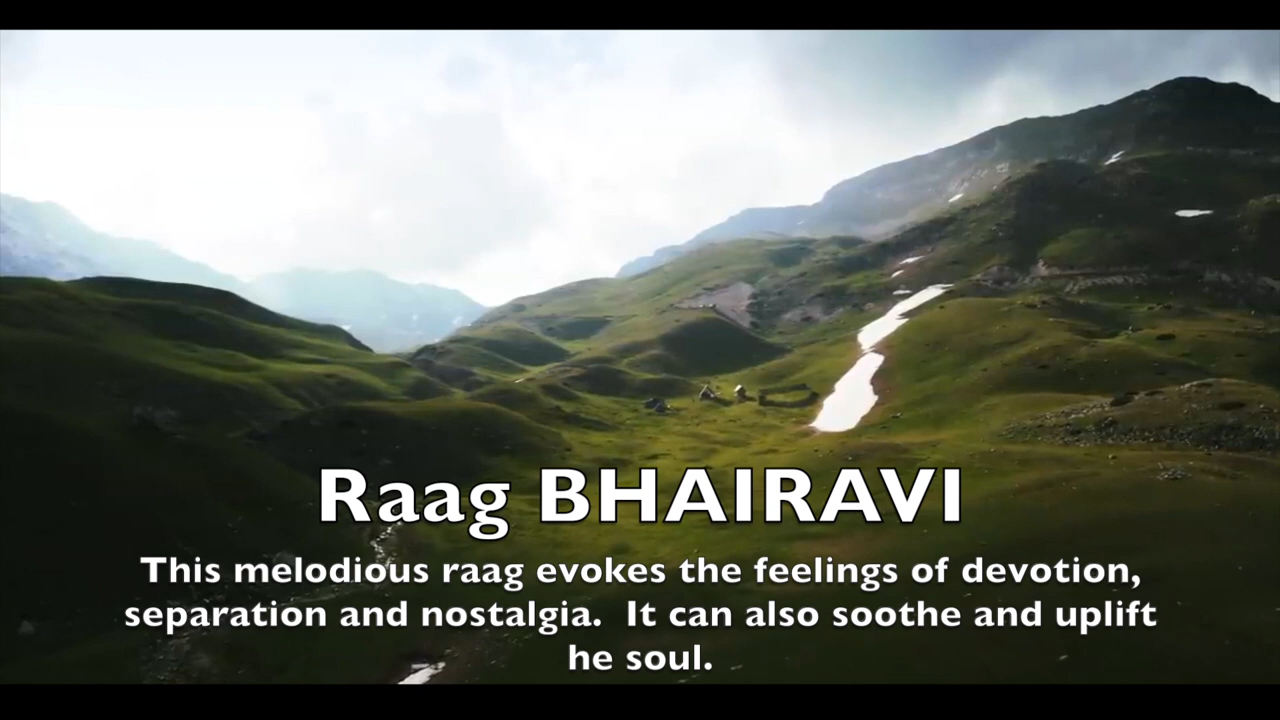 Raag BHAIRAVI
This melodious raag evokes the feelings of devotion,
separation and nostalgia.  It can also soothe and uplift
he soul.